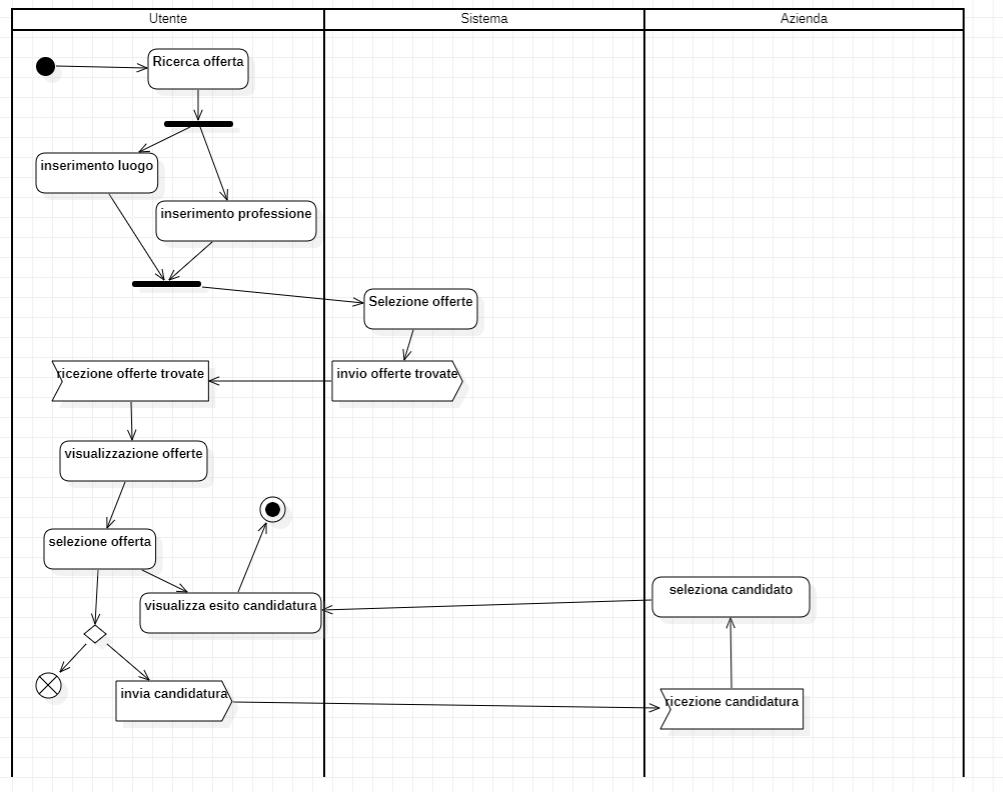 Utente
Sistema
Azienda
Ricerca offerta
inserimento luogo
inserimento professione
Selezione offerte
ricezione offerte trovate
invio offerte trovate
visualizzazione offerte
selezione offerta
visualizza esito candidatura
seleziona candidato
invia candidatura
ricezione candidatura